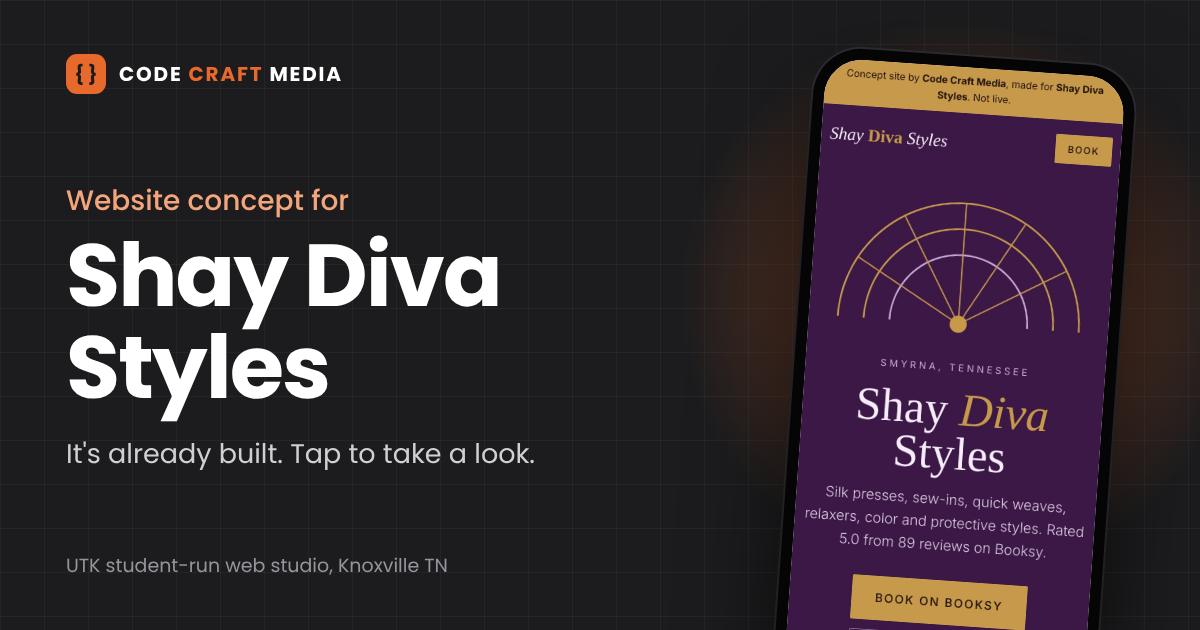 { } CODE CRAFT MEDIA
Website concept for
Shay Diva
Styles
It's already built. Tap to take a look.
UTK student-run web studio, Knoxville TN
Concept site by Code Craft Media, made for Shay Diva
Styles. Not live.
Shay Diva Styles
BOOK
SMYRNA, TENNESSEE
Shay Diva
Styles
Silk presses, sew-ins, quick weaves,
relaxers, color and protective styles. Rated
5.0 from 89 reviews on Booksy.
BOOK ON BOOKSY